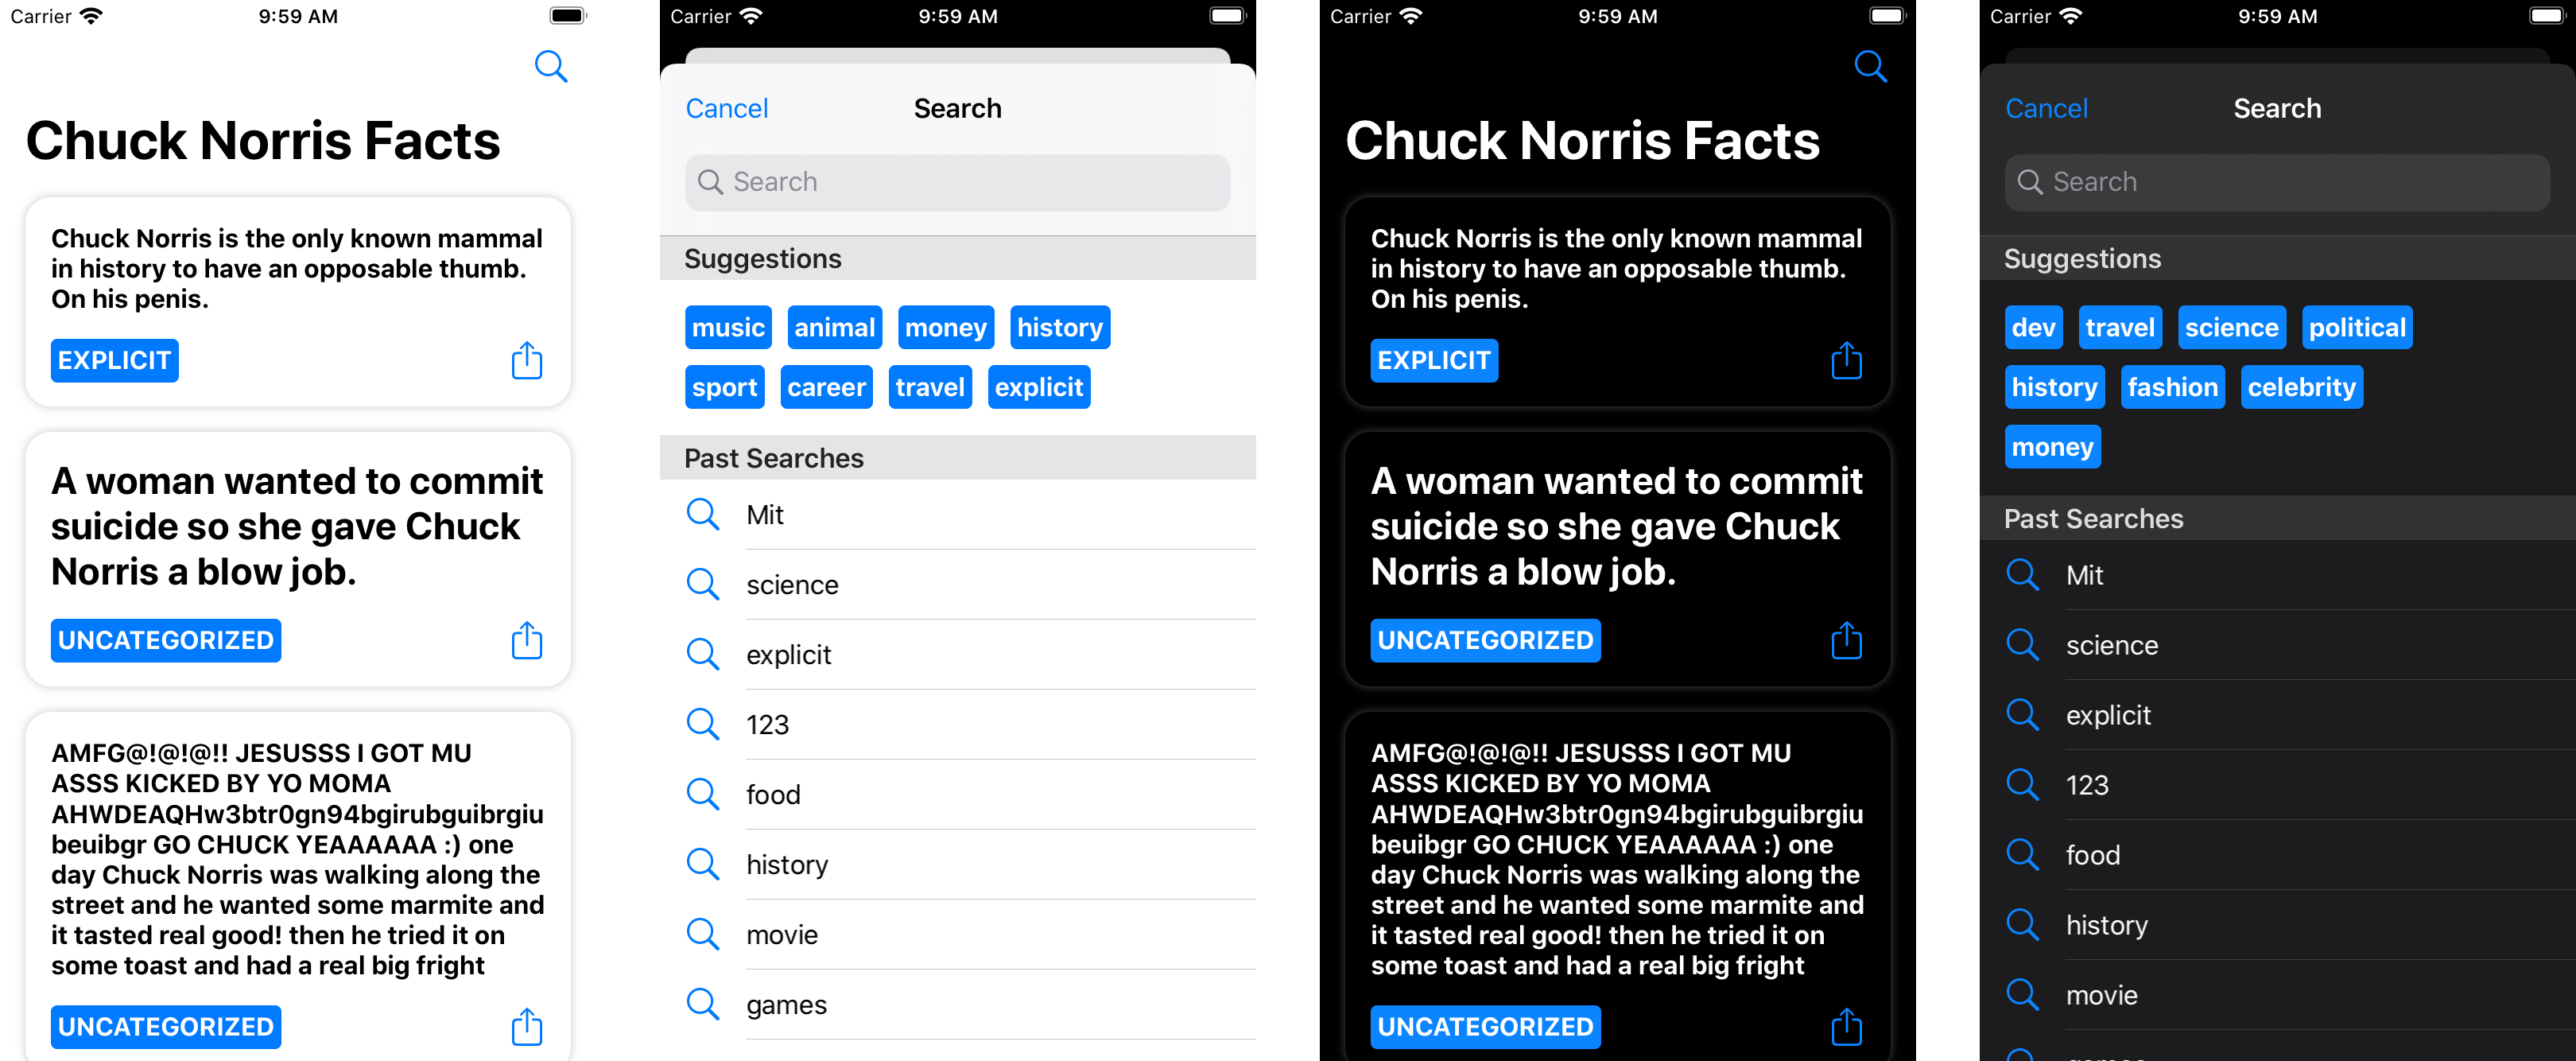 Carrier 9:59 AM
Chuck Norris Facts
Chuck Norris is the only known mammal
in history to have an opposable thumb.
On his penis.
EXPLICIT
A woman wanted to commit
suicide so she gave Chuck
Norris a blow job.
UNCATEGORIZED
AMFG@!@!@!! JESUSSS I GOT MU
ASSS KICKED BY YO MOMA
AHWDEAQHw3btr0gn94bgirubguibrgiu
beuibgr GO CHUCK YEAAAAAA :) one
day Chuck Norris was walking along the
street and he wanted some marmite and
it tasted real good! then he tried it on
some toast and had a real big fright
UNCATEGORIZED
Carrier 9:59 AM
Cancel Search
Search
Suggestions
music animal money history
sport career travel explicit
Past Searches
Mit
science
explicit
123
food
history
movie
games
Carrier 9:59 AM
Chuck Norris Facts
Chuck Norris is the only known mammal
in history to have an opposable thumb.
On his penis.
EXPLICIT
A woman wanted to commit
suicide so she gave Chuck
Norris a blow job.
UNCATEGORIZED
AMFG@!@!@!! JESUSSS I GOT MU
ASSS KICKED BY YO MOMA
AHWDEAQHw3btr0gn94bgirubguibrgiu
beuibgr GO CHUCK YEAAAAAA :) one
day Chuck Norris was walking along the
street and he wanted some marmite and
it tasted real good! then he tried it on
some toast and had a real big fright
UNCATEGORIZED
Carrier 9:59 AM
Cancel Search
Search
Suggestions
dev travel science political
history fashion celebrity
money
Past Searches
Mit
science
explicit
123
food
history
movie